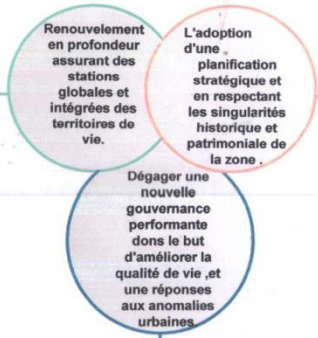 Renouvelement
en profondeur
assurant des
stations
globales et
intégrées des
territoires de
vie.
L'adoption
d'une
planification
stratégique et
en respectant
les singularités
historique et
patrimoniale de
la zone .
Dégager une
nouvelle
gouvernance
performante
dons le but
d'améliorer la
qualité de vie ,et
une réponses
aux anomalies
urbaines.